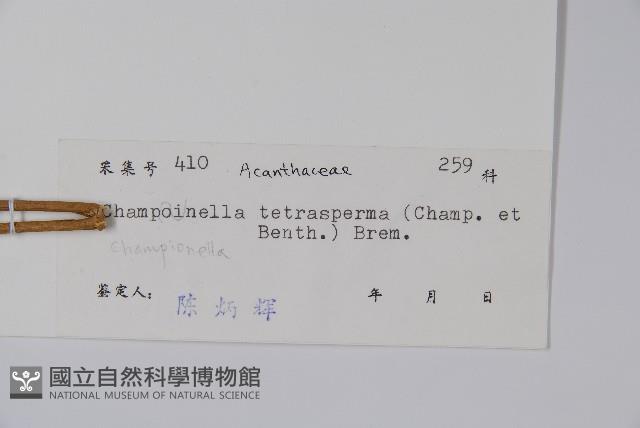 采集号 410 Acanthaceae 259 科
Champoinella tetrasperma (Champ. et
Benth.) Brem.
Championella
鉴定人: 陈炳辉 年 月 日
國立自然科學博物館
NATIONAL MUSEUM OF NATURAL SCIENCE